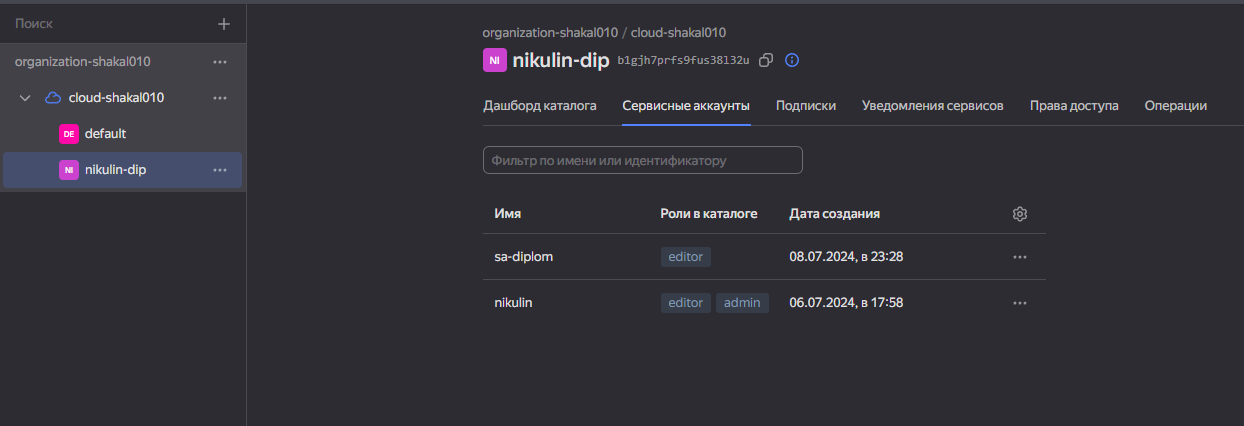 Поиск
organization-shakal010
cloud-shakal010
DE default
NI nikulin-dip
organization-shakal010 / cloud-shakal010
NI nikulin-dip b1gjh7prfs9fus38l32u
Дашборд каталога Сервисные аккаунты Подписки Уведомления сервисов Права доступа Операции
Фильтр по имени или идентификатору
Имя Роли в каталоге Дата создания
sa-diplom editor 08.07.2024, в 23:28
nikulin editor admin 06.07.2024, в 17:58